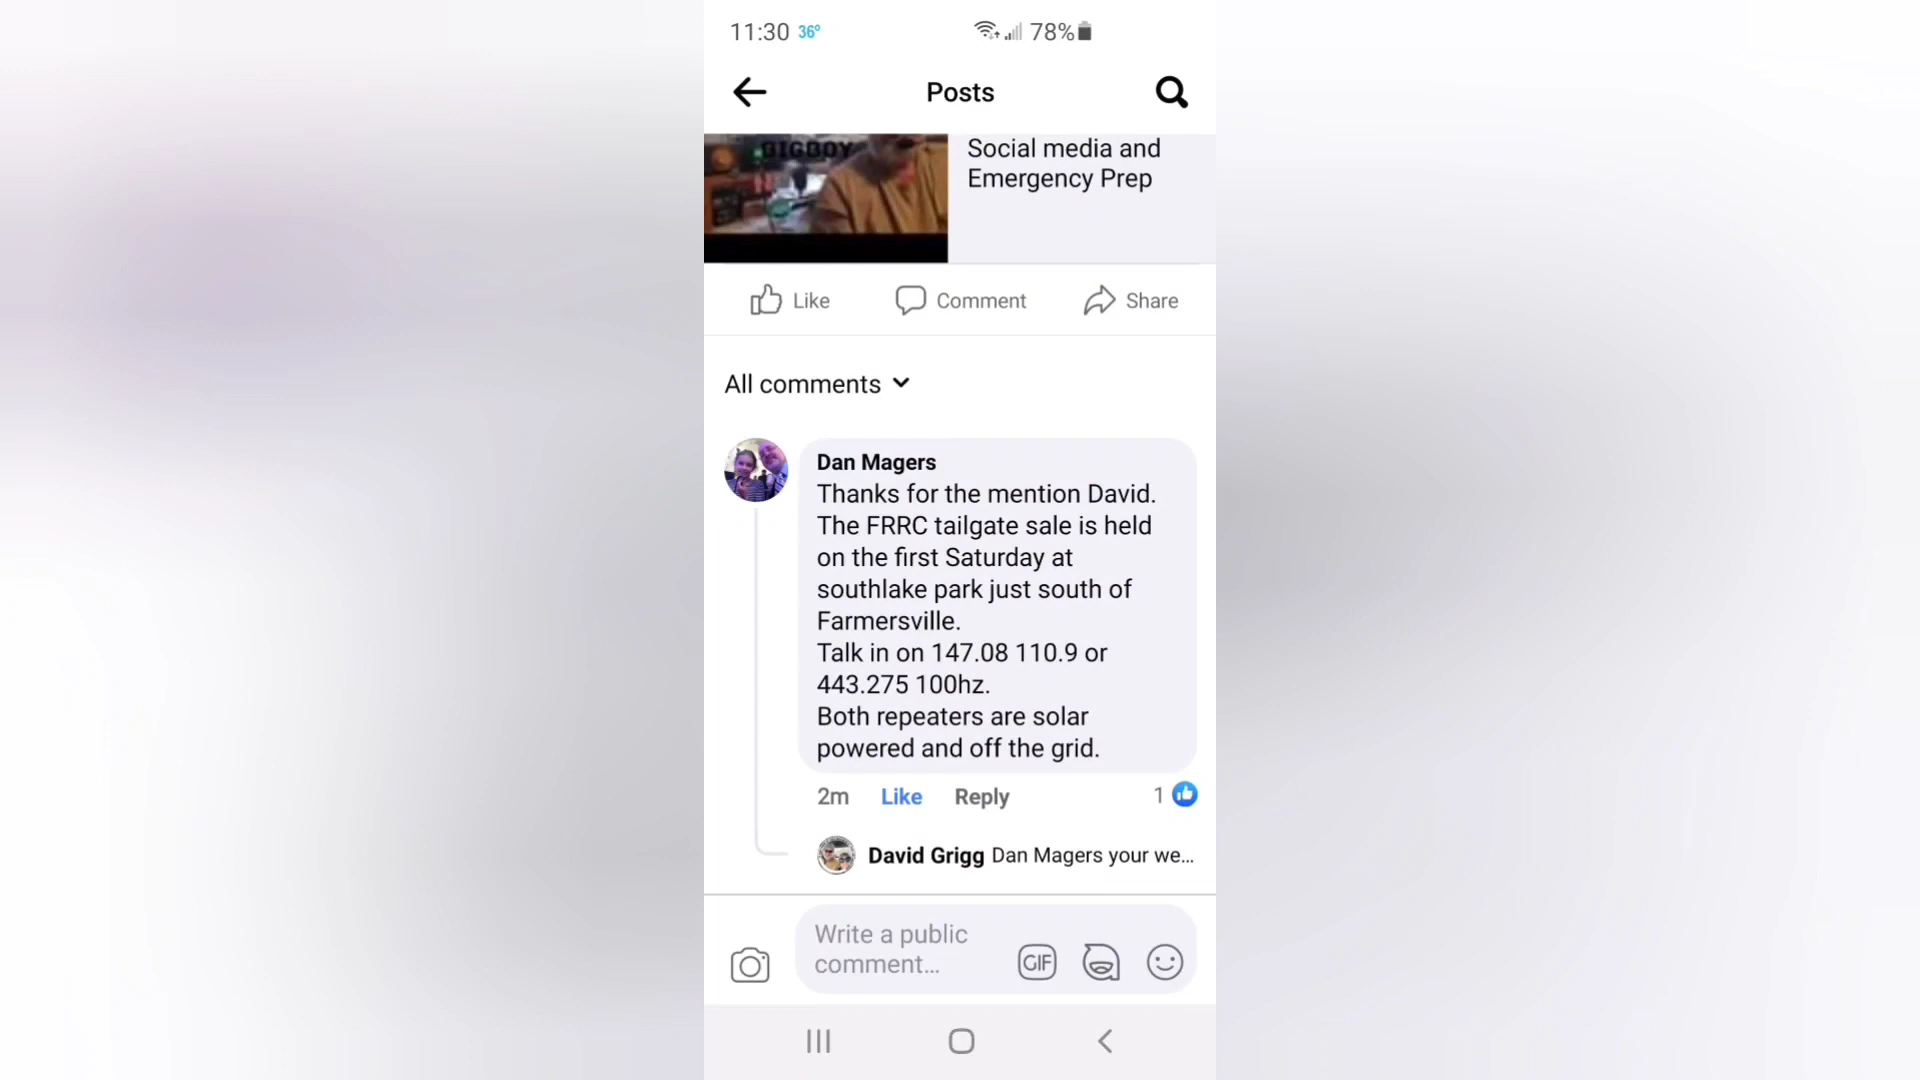 11:30 36° 78%
Posts
BIGBOY
Social media and
Emergency Prep
Like Comment Share
All comments
Dan Magers
Thanks for the mention David.
The FRRC tailgate sale is held
on the first Saturday at
southlake park just south of
Farmersville.
Talk in on 147.08 110.9 or
443.275 100hz.
Both repeaters are solar
powered and off the grid.
2m Like Reply 1
David Grigg Dan Magers your we...
Write a public
comment...
GIF